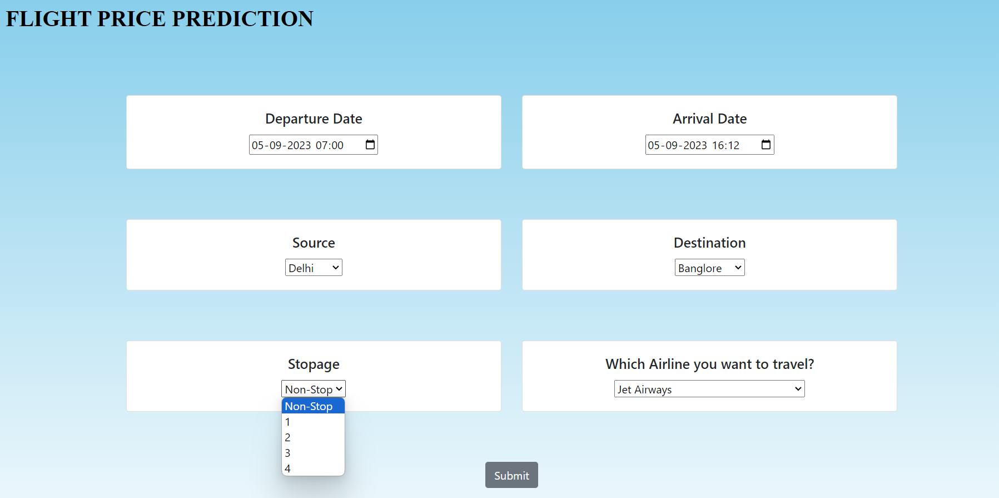 FLIGHT PRICE PREDICTION
Departure Date
05-09-2023 07:00
Arrival Date
05-09-2023 16:12
Source
Delhi
Destination
Banglore
Stopage
Non-Stop
Non-Stop
1
2
3
4
Which Airline you want to travel?
Jet Airways
Submit